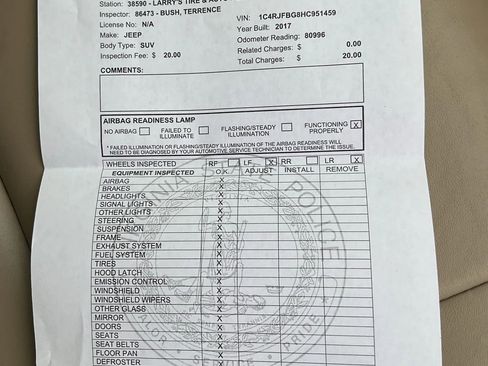 Station: 38590 - LARRY'S TIRE & AUTO
Inspector: 86473 - BUSH, TERRENCE
License No: N/A
VIN: 1C4RJFBG8HC951459
Make: JEEP
Year Built: 2017
Body Type: SUV
Odometer Reading: 80996
Inspection Fee: $ 20.00
Related Charges: $ 0.00
Total Charges: $ 20.00
COMMENTS:
AIRBAG READINESS LAMP
NO AIRBAG FAILED TO ILLUMINATE FLASHING/STEADY ILLUMINATION FUNCTIONING PROPERLY X
* FAILED ILLUMINATION OR FLASHING/STEADY ILLUMINATION OF THE AIRBAG READINESS WILL
NEED TO BE DIAGNOSED BY YOUR AUTOMOTIVE SERVICE TECHNICIAN TO DETERMINE THE ISSUE.
WHEELS INSPECTED RF LF X RR LR X
EQUIPMENT INSPECTED O.K. ADJUST INSTALL REMOVE
AIRBAG X
BRAKES X
HEADLIGHTS X
SIGNAL LIGHTS X
OTHER LIGHTS X
STEERING X
SUSPENSION X
FRAME X
EXHAUST SYSTEM X
FUEL SYSTEM X
TIRES X
HOOD LATCH X
EMISSION CONTROL X
WINDSHIELD X
WINDSHIELD WIPERS X
OTHER GLASS X
MIRROR X
DOORS X
SEATS X
SEAT BELTS X
FLOOR PAN X
DEFROSTER X
POLICE
SERVICE
PRIDE